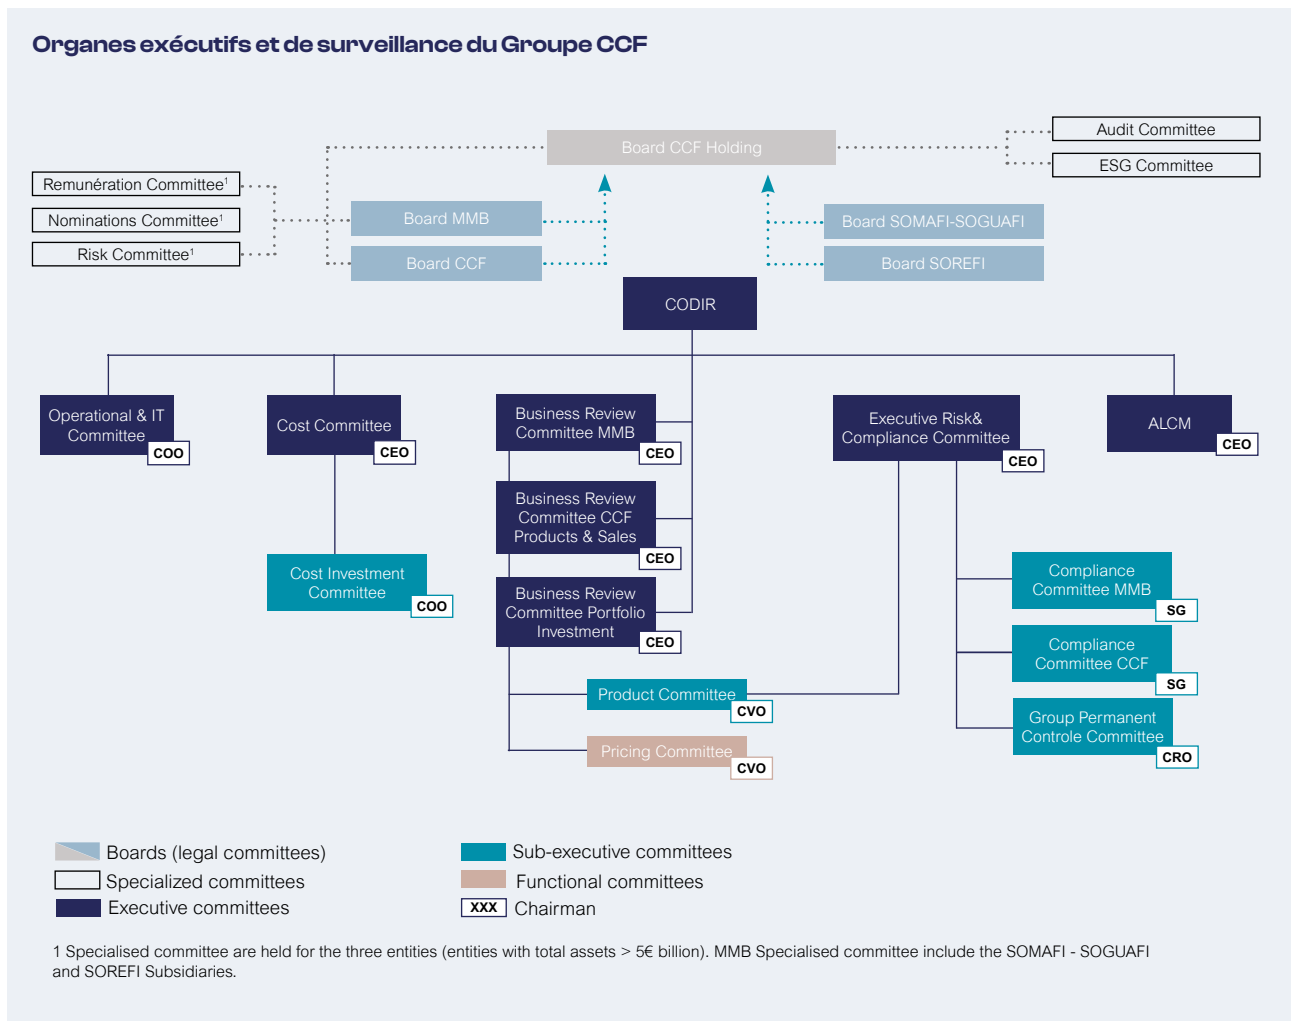 Organes exécutifs et de surveillance du Groupe CCF
Board CCF Holding
Audit Committee
ESG Committee
Remunération Committee¹
Nominations Committee¹
Risk Committee¹
Board MMB
Board CCF
Board SOMAFI-SOGUAFI
Board SOREFI
CODIR
Operational & IT
Committee
COO
Cost Committee
CEO
Business Review
Committee MMB
CEO
Executive Risk&
Compliance Committee
CEO
ALCM
CEO
Business Review
Committee CCF
Products & Sales
CEO
Cost Investment
Committee
COO
Business Review
Committee Portfolio
Investment
CEO
Compliance
Committee MMB
SG
Compliance
Committee CCF
SG
Product Committee
CVO
Group Permanent
Controle Committee
CRO
Pricing Committee
CVO
Boards (legal committees)
Specialized committees
Executive committees
Sub-executive committees
Functional committees
XXX Chairman
1 Specialised committee are held for the three entities (entities with total assets > 5€ billion). MMB Specialised committee include the SOMAFI - SOGUAFI
and SOREFI Subsidiaries.